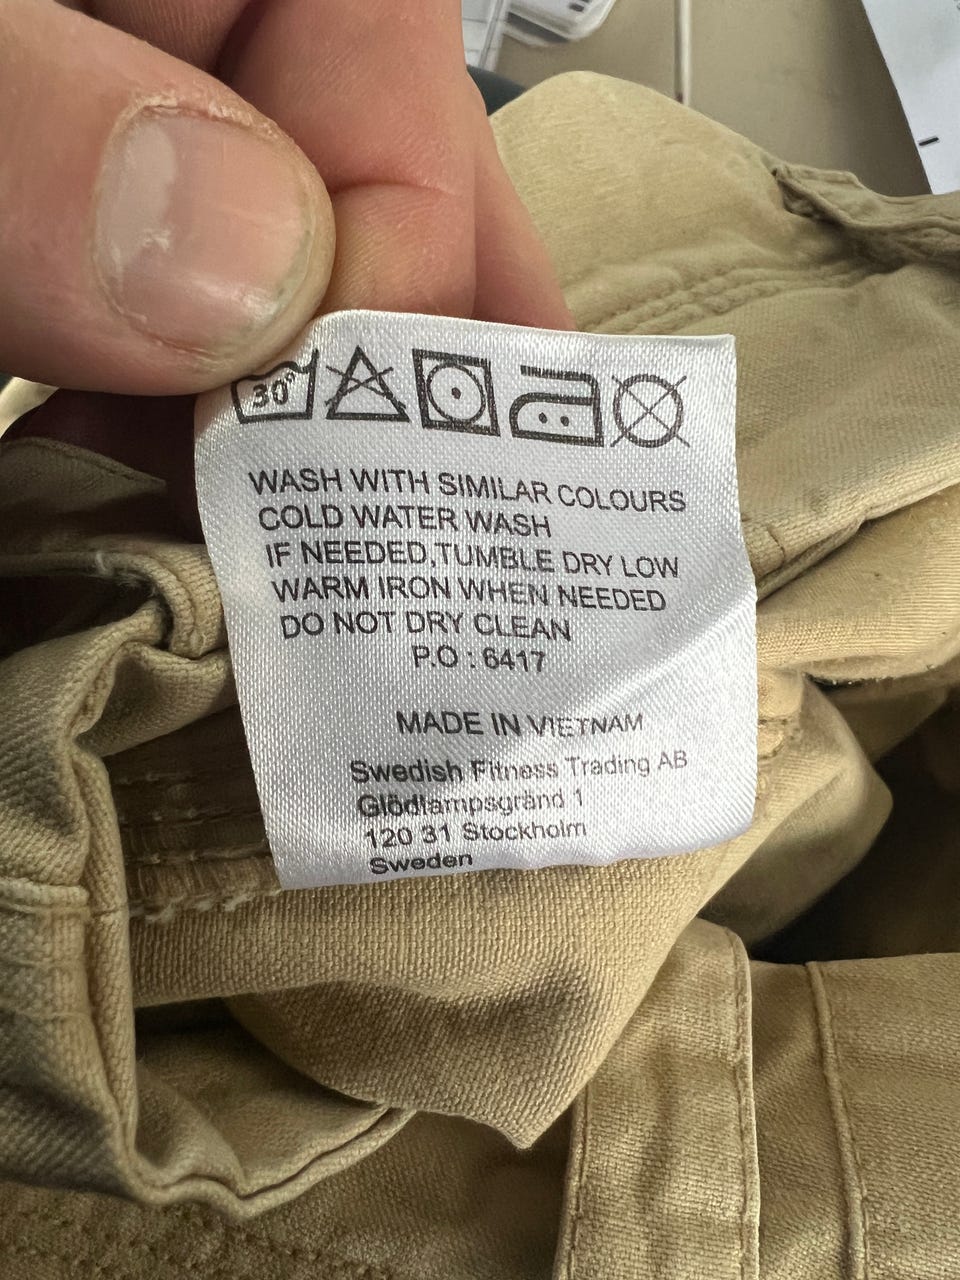 30°
WASH WITH SIMILAR COLOURS
COLD WATER WASH
IF NEEDED,TUMBLE DRY LOW
WARM IRON WHEN NEEDED
DO NOT DRY CLEAN
P.O : 6417
MADE IN VIETNAM
Swedish Fitness Trading AB
Glödlampsgränd 1
120 31 Stockholm
Sweden